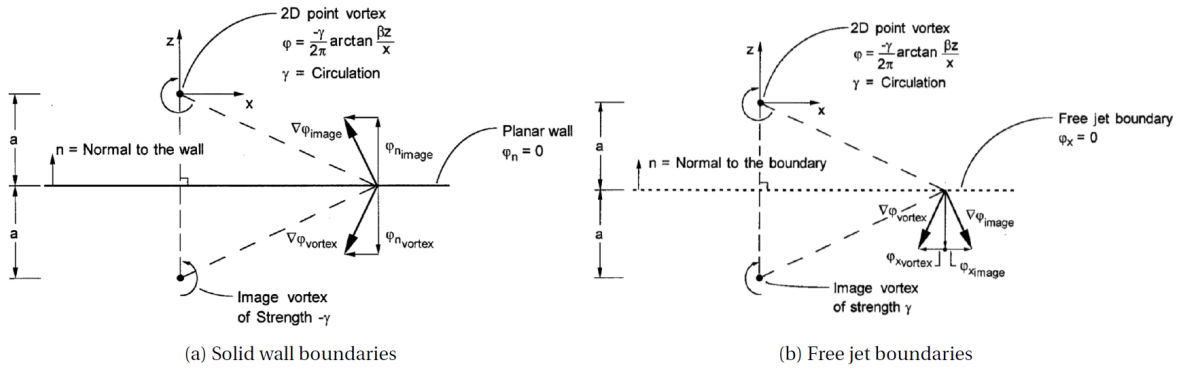 2D point vortex
φ = -γ/2π arctan βz/x
γ = Circulation
z
x
a
n = Normal to the wall
∇φimage
φnimage
Planar wall
φn = 0
a
∇φvortex
φnvortex
Image vortex
of Strength -γ
(a) Solid wall boundaries
2D point vortex
φ = -γ/2π arctan βz/x
γ = Circulation
z
x
a
n = Normal to the boundary
Free jet boundary
φx = 0
a
∇φvortex
∇φimage
φxvortex
φximage
Image vortex
of strength γ
(b) Free jet boundaries